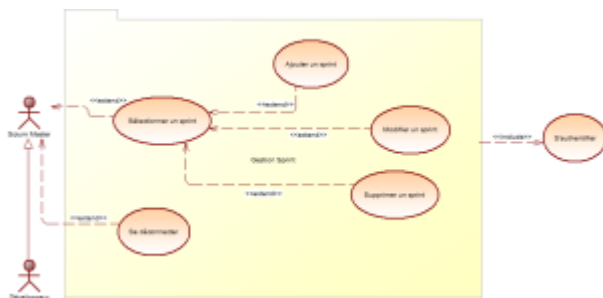 Ajouter un sprint
<<extend>>
<<extend>>
Sélectionner un sprint
Modifier un sprint
<<include>>
S'authentifier
Scrum Master
<<extend>>
Gestion Sprint
<<extend>>
Supprimer un sprint
<<extend>>
Se déconnecter